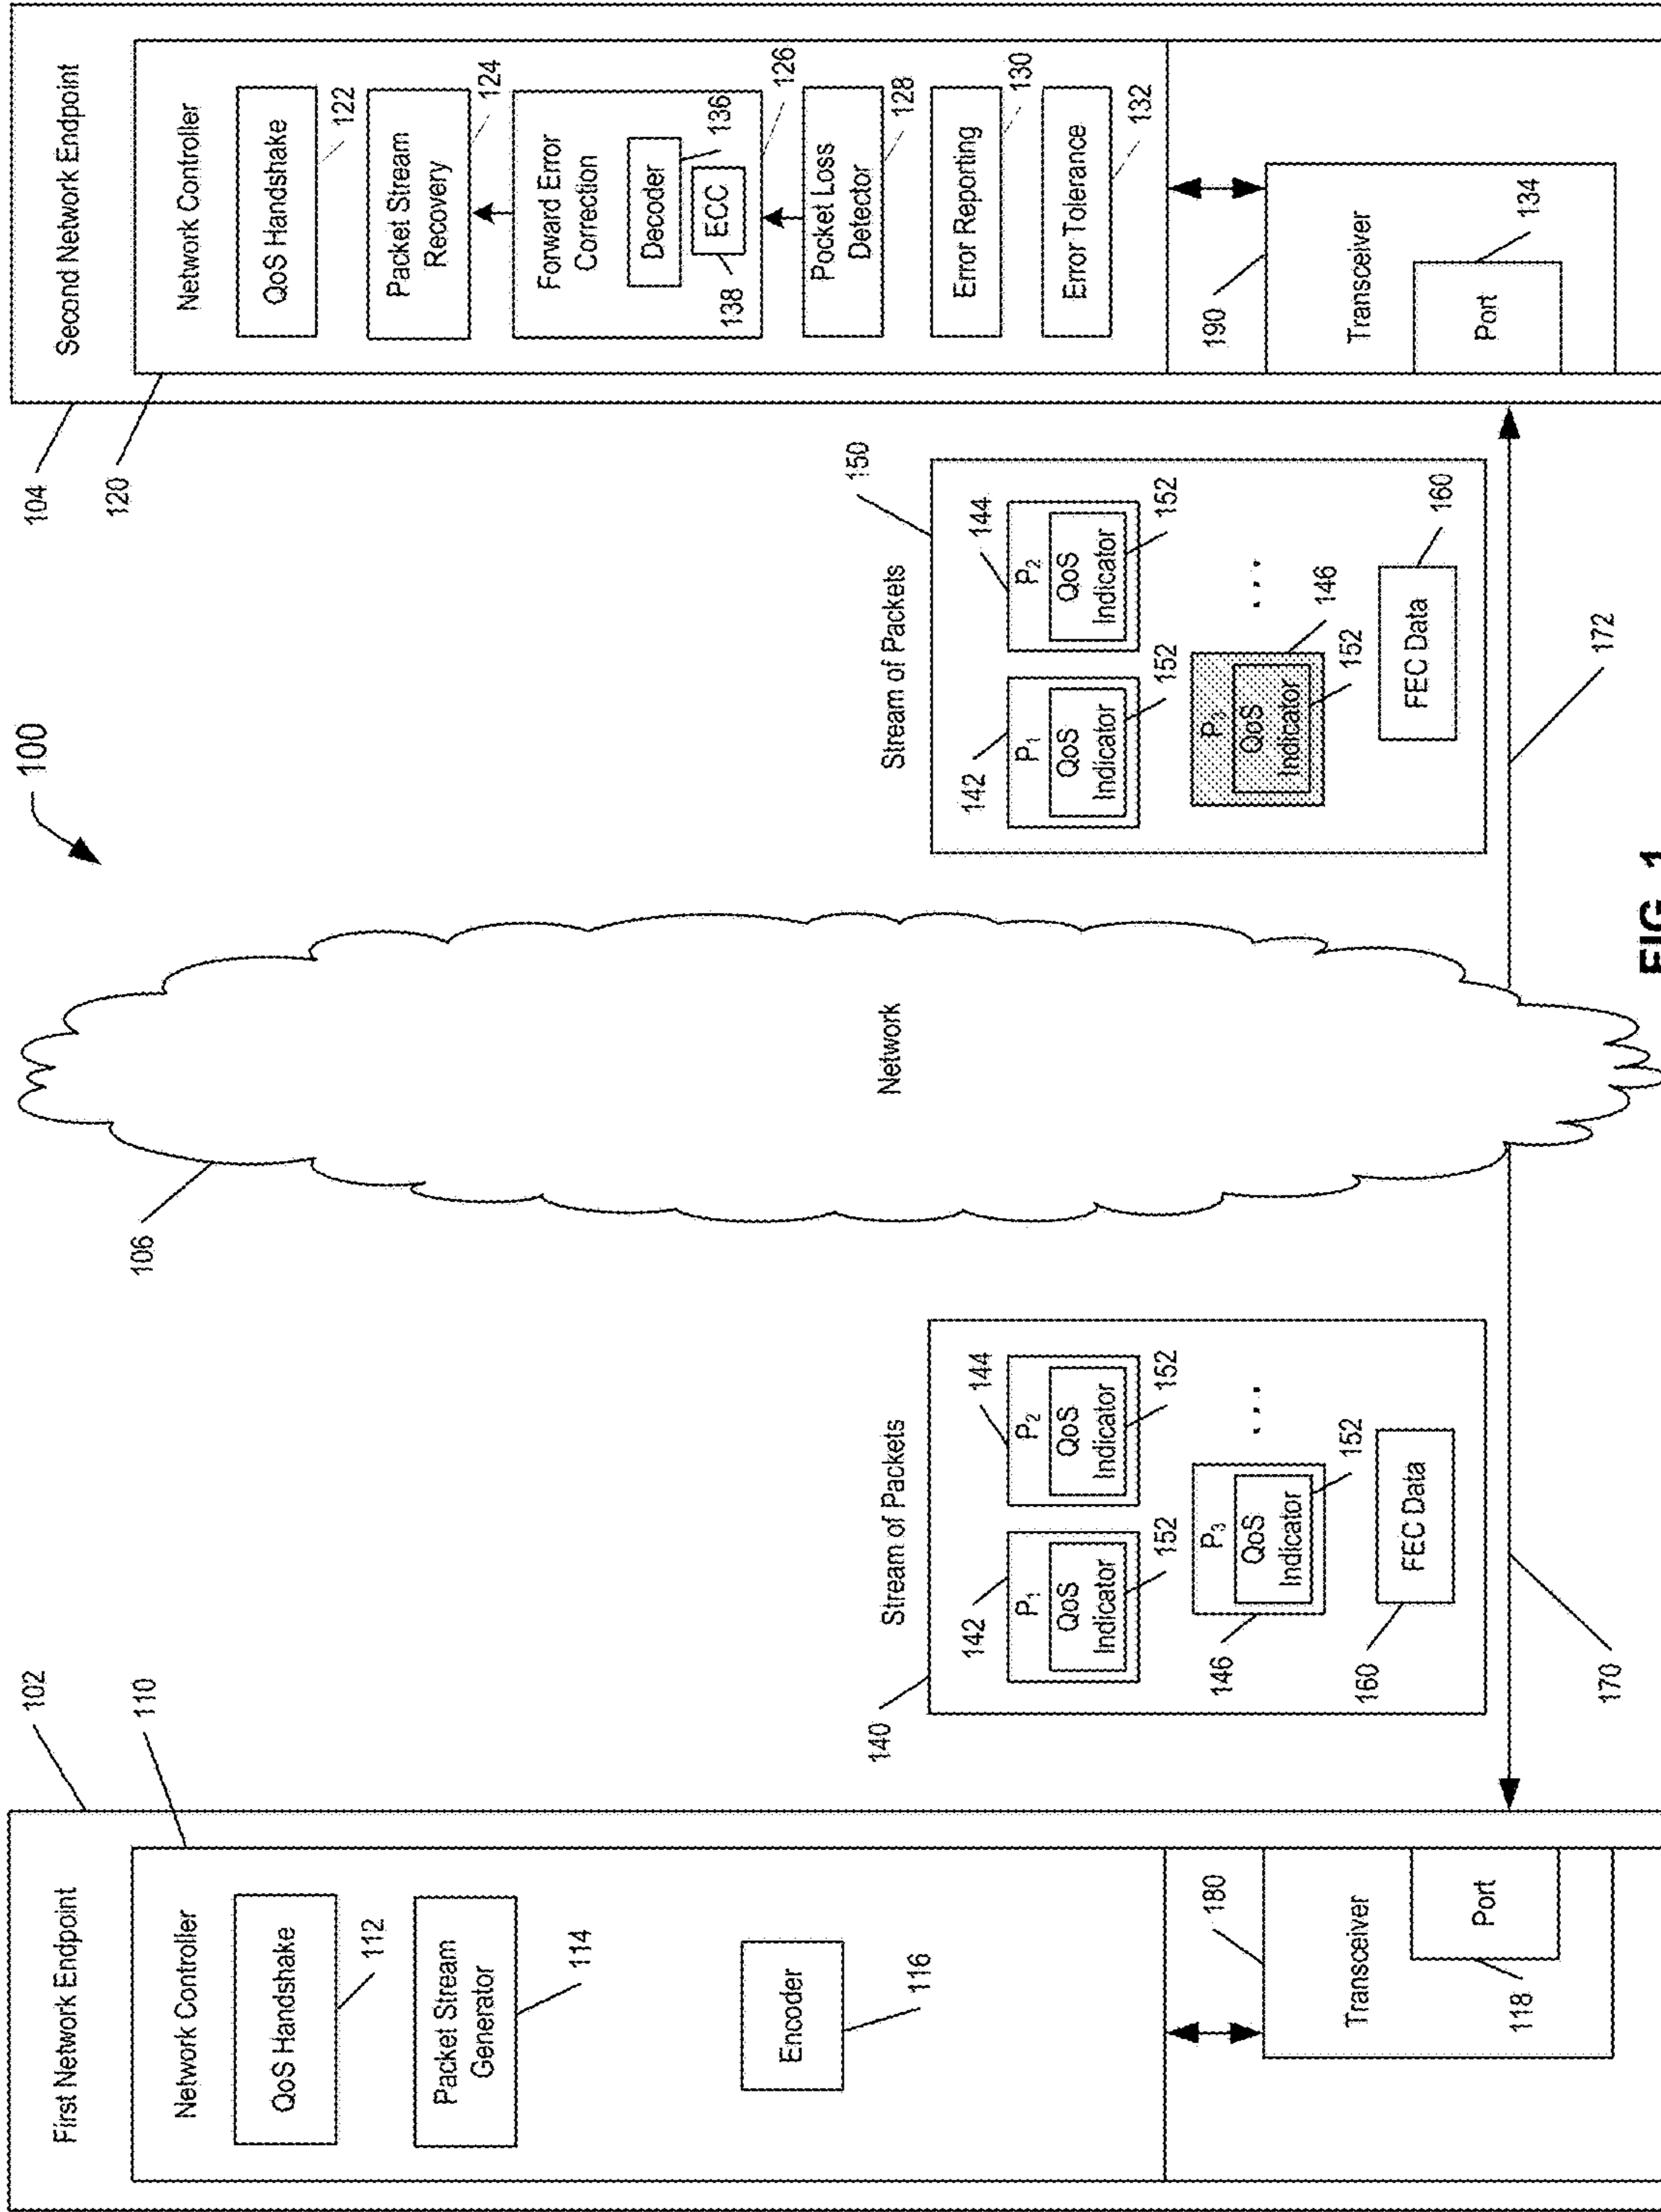 100
102
First Network Endpoint
110
Network Controller
QoS Handshake
112
Packet Stream
Generator
114
Encoder
116
180
Transceiver
Port
118
106
Network
140
Stream of Packets
142
P₁
QoS
Indicator
152
144
P₂
QoS
Indicator
152
P₃
QoS
Indicator
152
146
...
FEC Data
160
170
150
Stream of Packets
142
P₁
QoS
Indicator
152
144
P₂
QoS
Indicator
152
P₃
QoS
Indicator
152
146
...
FEC Data
160
172
104
Second Network Endpoint
120
Network Controller
QoS Handshake
122
Packet Stream
Recovery
124
Forward Error
Correction
Decoder
136
ECC
138
126
Pocket Loss
Detector
128
Error Reporting
130
Error Tolerance
132
190
Transceiver
Port
134
FIG. 1